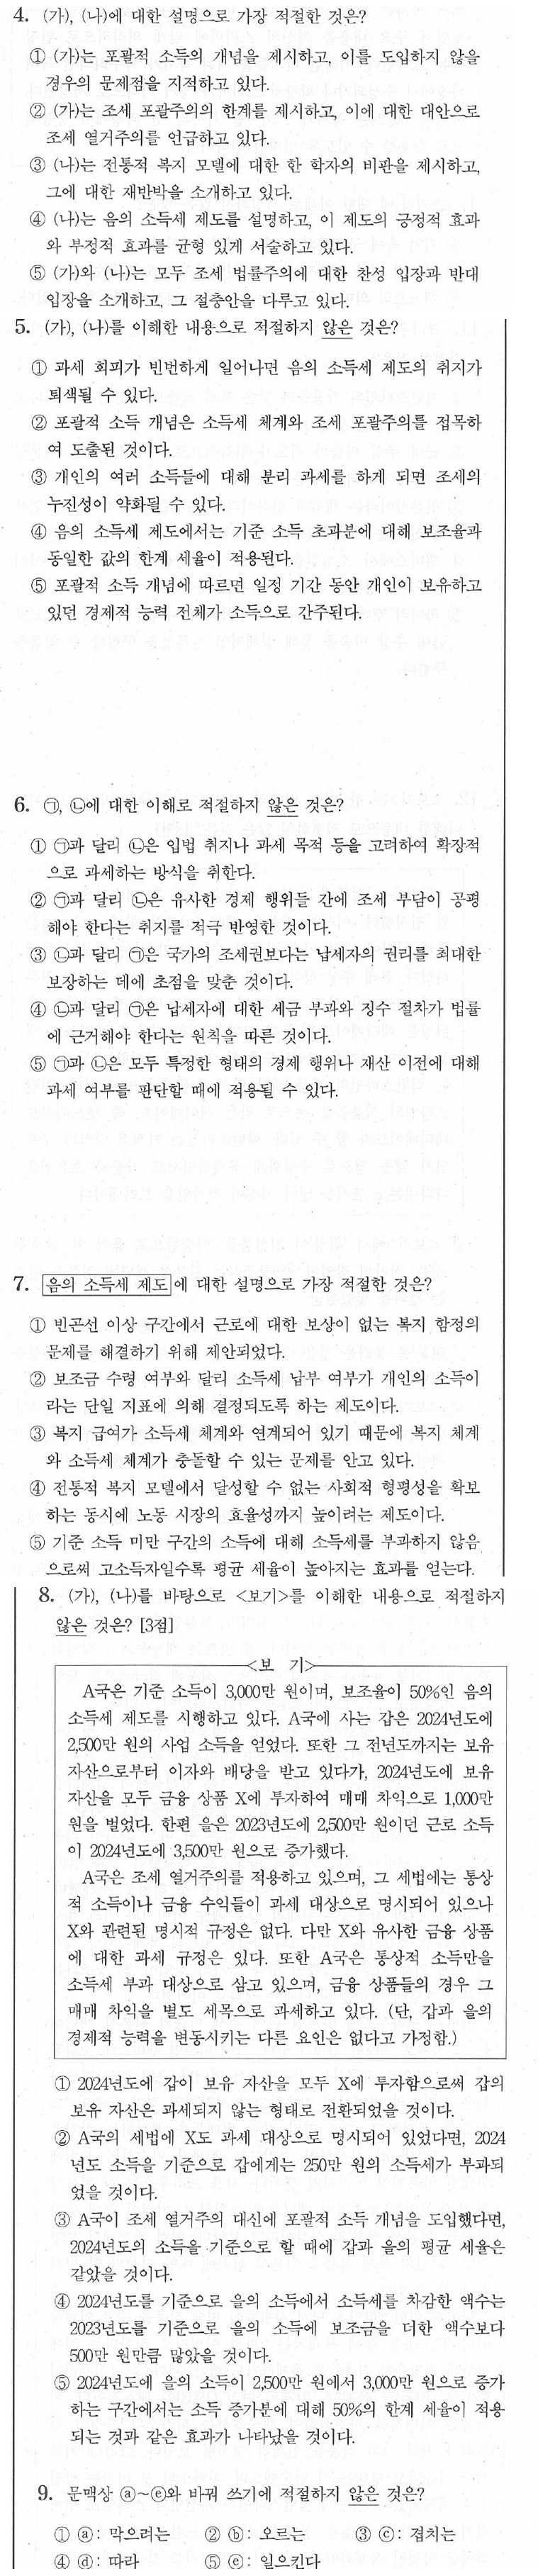 4. (가), (나)에 대한 설명으로 가장 적절한 것은?
① (가)는 포괄적 소득의 개념을 제시하고, 이를 도입하지 않을
경우의 문제점을 지적하고 있다.
② (가)는 조세 포괄주의의 한계를 제시하고, 이에 대한 대안으로
조세 열거주의를 언급하고 있다.
③ (나)는 전통적 복지 모델에 대한 한 학자의 비판을 제시하고,
그에 대한 재반박을 소개하고 있다.
④ (나)는 음의 소득세 제도를 설명하고, 이 제도의 긍정적 효과
와 부정적 효과를 균형 있게 서술하고 있다.
⑤ (가)와 (나)는 모두 조세 법률주의에 대한 찬성 입장과 반대
입장을 소개하고, 그 절충안을 다루고 있다.
5. (가), (나)를 이해한 내용으로 적절하지 않은 것은?
① 과세 회피가 빈번하게 일어나면 음의 소득세 제도의 취지가
퇴색될 수 있다.
② 포괄적 소득 개념은 소득세 체계와 조세 포괄주의를 접목하
여 도출된 것이다.
③ 개인의 여러 소득들에 대해 분리 과세를 하게 되면 조세의
누진성이 약화될 수 있다.
④ 음의 소득세 제도에서는 기준 소득 초과분에 대해 보조율과
동일한 값의 한계 세율이 적용된다.
⑤ 포괄적 소득 개념에 따르면 일정 기간 동안 개인이 보유하고
있던 경제적 능력 전체가 소득으로 간주된다.
6. ㉠, ㉡에 대한 이해로 적절하지 않은 것은?
① ㉠과 달리 ㉡은 입법 취지나 과세 목적 등을 고려하여 확장적
으로 과세하는 방식을 취한다.
② ㉠과 달리 ㉡은 유사한 경제 행위들 간에 조세 부담이 공평
해야 한다는 취지를 적극 반영한 것이다.
③ ㉡과 달리 ㉠은 국가의 조세권보다는 납세자의 권리를 최대한
보장하는 데에 초점을 맞춘 것이다.
④ ㉡과 달리 ㉠은 납세자에 대한 세금 부과와 징수 절차가 법률
에 근거해야 한다는 원칙을 따른 것이다.
⑤ ㉠과 ㉡은 모두 특정한 형태의 경제 행위나 재산 이전에 대해
과세 여부를 판단할 때에 적용될 수 있다.
7. 음의 소득세 제도에 대한 설명으로 가장 적절한 것은?
① 빈곤선 이상 구간에서 근로에 대한 보상이 없는 복지 함정의
문제를 해결하기 위해 제안되었다.
② 보조금 수령 여부와 달리 소득세 납부 여부가 개인의 소득이
라는 단일 지표에 의해 결정되도록 하는 제도이다.
③ 복지 급여가 소득세 체계와 연계되어 있기 때문에 복지 체계
와 소득세 체계가 충돌할 수 있는 문제를 안고 있다.
④ 전통적 복지 모델에서 달성할 수 없는 사회적 형평성을 확보
하는 동시에 노동 시장의 효율성까지 높이려는 제도이다.
⑤ 기준 소득 미만 구간의 소득에 대해 소득세를 부과하지 않음
으로써 고소득자일수록 평균 세율이 높아지는 효과를 얻는다.
8. (가), (나)를 바탕으로 <보기>를 이해한 내용으로 적절하지
않은 것은? [3점]
<보 기>
A국은 기준 소득이 3,000만 원이며, 보조율이 50%인 음의
소득세 제도를 시행하고 있다. A국에 사는 갑은 2024년도에
2,500만 원의 사업 소득을 얻었다. 또한 그 전년도까지는 보유
자산으로부터 이자와 배당을 받고 있다가, 2024년도에 보유
자산을 모두 금융 상품 X에 투자하여 매매 차익으로 1,000만
원을 벌었다. 한편 을은 2023년도에 2,500만 원이던 근로 소득
이 2024년도에 3,500만 원으로 증가했다.
A국은 조세 열거주의를 적용하고 있으며, 그 세법에는 통상
적 소득이나 금융 수익들이 과세 대상으로 명시되어 있으나
X와 관련된 명시적 규정은 없다. 다만 X와 유사한 금융 상품
에 대한 과세 규정은 있다. 또한 A국은 통상적 소득만을
소득세 부과 대상으로 삼고 있으며, 금융 상품들의 경우 그
매매 차익을 별도 세목으로 과세하고 있다. (단, 갑과 을의
경제적 능력을 변동시키는 다른 요인은 없다고 가정함.)
① 2024년도에 갑이 보유 자산을 모두 X에 투자함으로써 갑의
보유 자산은 과세되지 않는 형태로 전환되었을 것이다.
② A국의 세법에 X도 과세 대상으로 명시되어 있었다면, 2024
년도 소득을 기준으로 갑에게는 250만 원의 소득세가 부과되
었을 것이다.
③ A국이 조세 열거주의 대신에 포괄적 소득 개념을 도입했다면,
2024년도의 소득을 기준으로 할 때에 갑과 을의 평균 세율은
같았을 것이다.
④ 2024년도를 기준으로 을의 소득에서 소득세를 차감한 액수는
2023년도를 기준으로 을의 소득에 보조금을 더한 액수보다
500만 원만큼 많았을 것이다.
⑤ 2024년도에 을의 소득이 2,500만 원에서 3,000만 원으로 증가
하는 구간에서는 소득 증가분에 대해 50%의 한계 세율이 적용
되는 것과 같은 효과가 나타났을 것이다.
9. 문맥상 ⓐ~ⓔ와 바꿔 쓰기에 적절하지 않은 것은?
① ⓐ: 막으려는 ② ⓑ: 오르는 ③ ⓒ: 겹치는
④ ⓓ: 따라 ⑤ ⓔ: 일으킨다